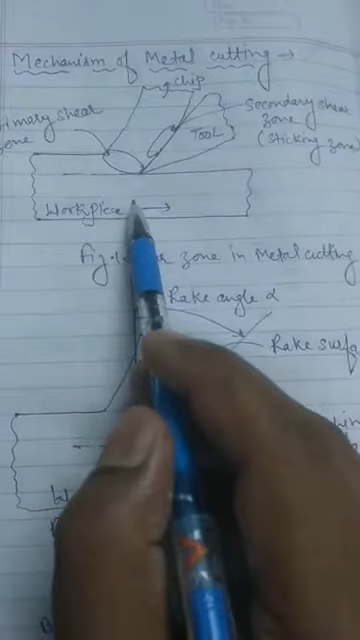 Mechanism of Metal cutting →
chip
Primary shear
zone
Secondary shear
zone
(sticking zone
TOOL
Workpiece
zone in Metal cutting
Rake angle α
Rake surfa